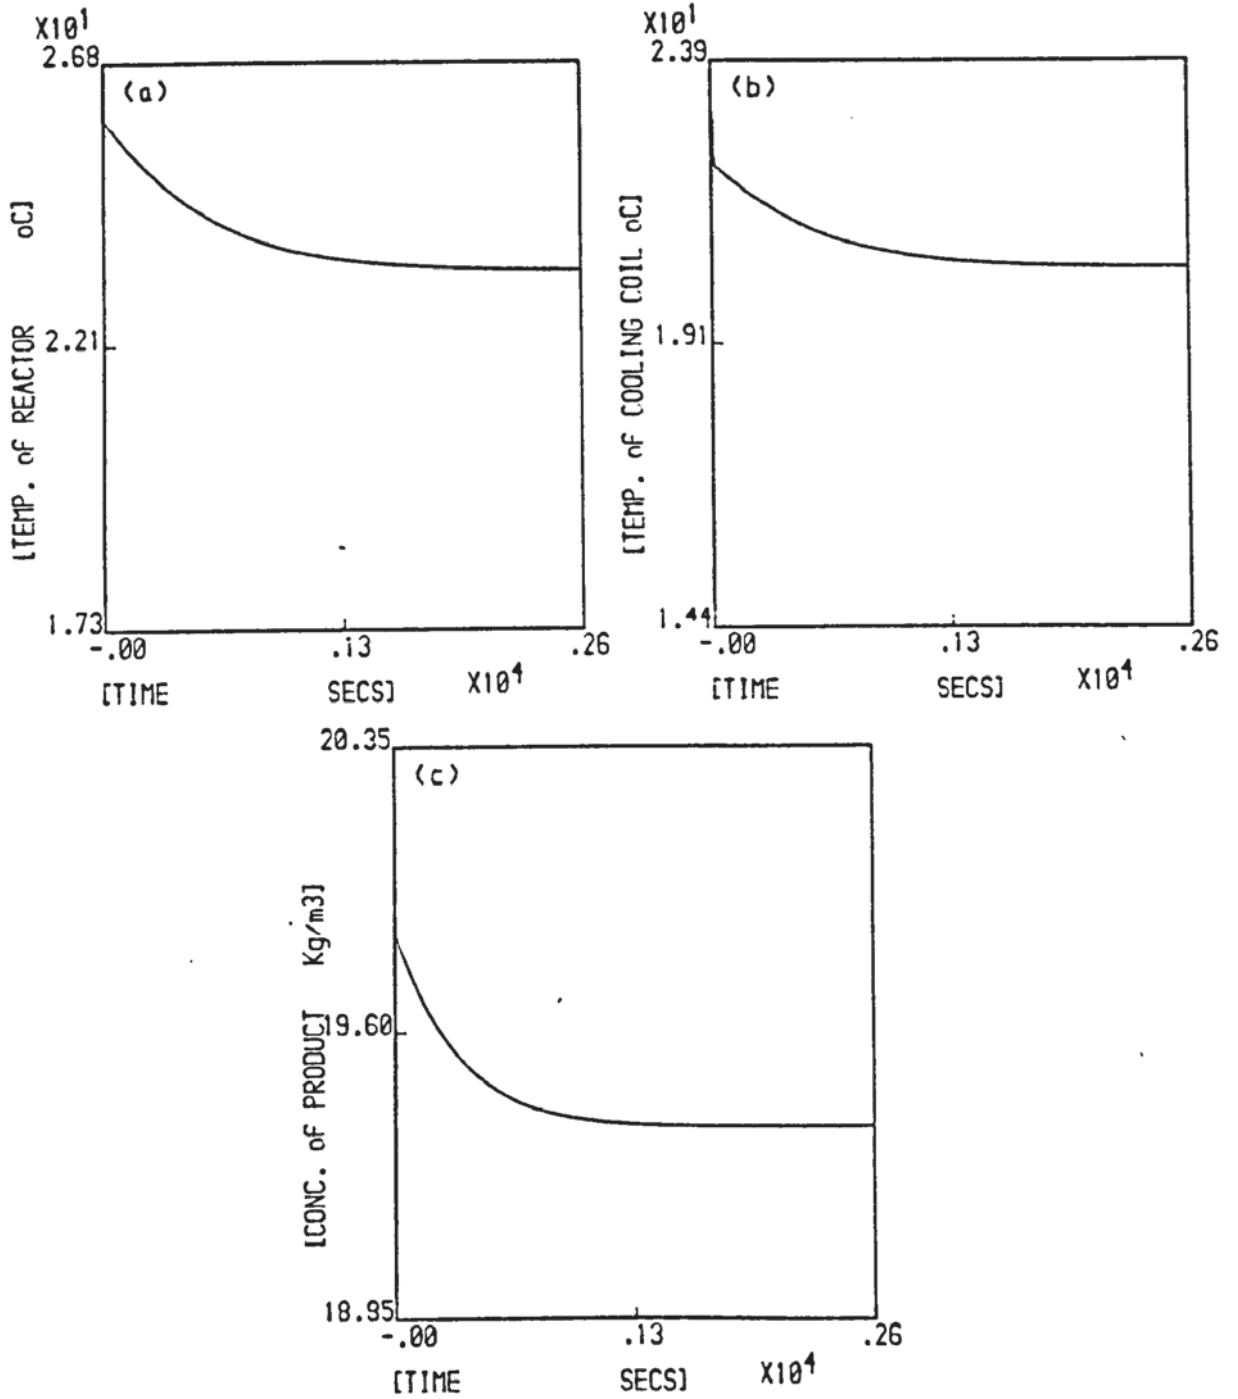 X10¹
2.68
(a)
[TEMP. of REACTOR oC]
2.21
1.73
-.00 .13 .26
[TIME SECS] X10⁴
X10¹
2.39
(b)
[TEMP. of COOLING COIL oC]
1.91
1.44
-.00 .13 .26
[TIME SECS] X10⁴
20.35
(c)
[CONC. of PRODUCT Kg/m3]
19.60
18.85
-.00 .13 .26
[TIME SECS] X10⁴